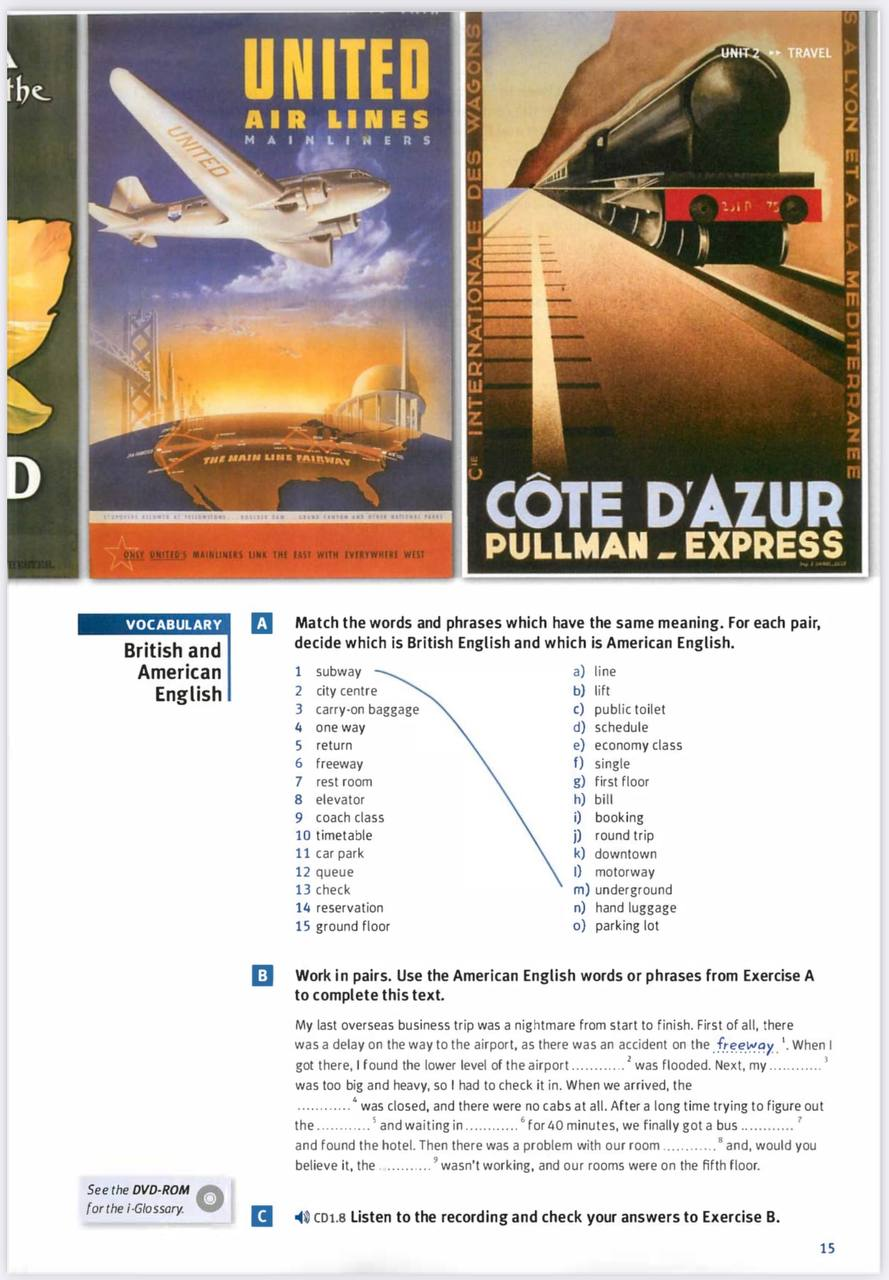 the
D
UNITED
AIR LINES
MAINLINERS
UNITED
THE MAIN LINE FAIRWAY
ONLY UNITED'S MAINLINERS LINK THE EAST WITH EVERYWHERE WEST
UNIT 2 ▸▸ TRAVEL
CIE INTERNATIONALE DES WAGONS
S A LYON ET A LA MEDITERRANEE
CÔTE D'AZUR
PULLMAN _ EXPRESS
VOCABULARY
British and
American
English
A Match the words and phrases which have the same meaning. For each pair,
decide which is British English and which is American English.
1 subway
2 city centre
3 carry-on baggage
4 one way
5 return
6 freeway
7 rest room
8 elevator
9 coach class
10 timetable
11 car park
12 queue
13 check
14 reservation
15 ground floor
a) line
b) lift
c) public toilet
d) schedule
e) economy class
f) single
g) first floor
h) bill
i) booking
j) round trip
k) downtown
l) motorway
m) underground
n) hand luggage
o) parking lot
B Work in pairs. Use the American English words or phrases from Exercise A
to complete this text.
My last overseas business trip was a nightmare from start to finish. First of all, there
was a delay on the way to the airport, as there was an accident on the freeway 1. When I
got there, I found the lower level of the airport ............ 2 was flooded. Next, my ............ 3
was too big and heavy, so I had to check it in. When we arrived, the
............ 4 was closed, and there were no cabs at all. After a long time trying to figure out
the ............ 5 and waiting in ............ 6 for 40 minutes, we finally got a bus ............ 7
and found the hotel. Then there was a problem with our room ............ 8 and, would you
believe it, the ............ 9 wasn't working, and our rooms were on the fifth floor.
See the DVD-ROM
for the i-Glossary.
C CD1.8 Listen to the recording and check your answers to Exercise B.
15